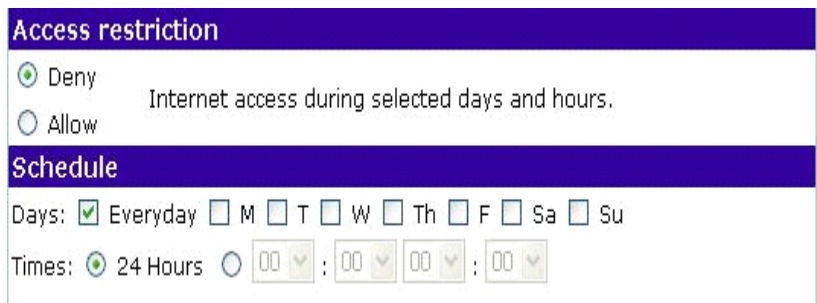 Access restriction
Deny
Internet access during selected days and hours.
Allow
Schedule
Days: Everyday M T W Th F Sa Su
Times: 24 Hours 00 : 00 00 : 00